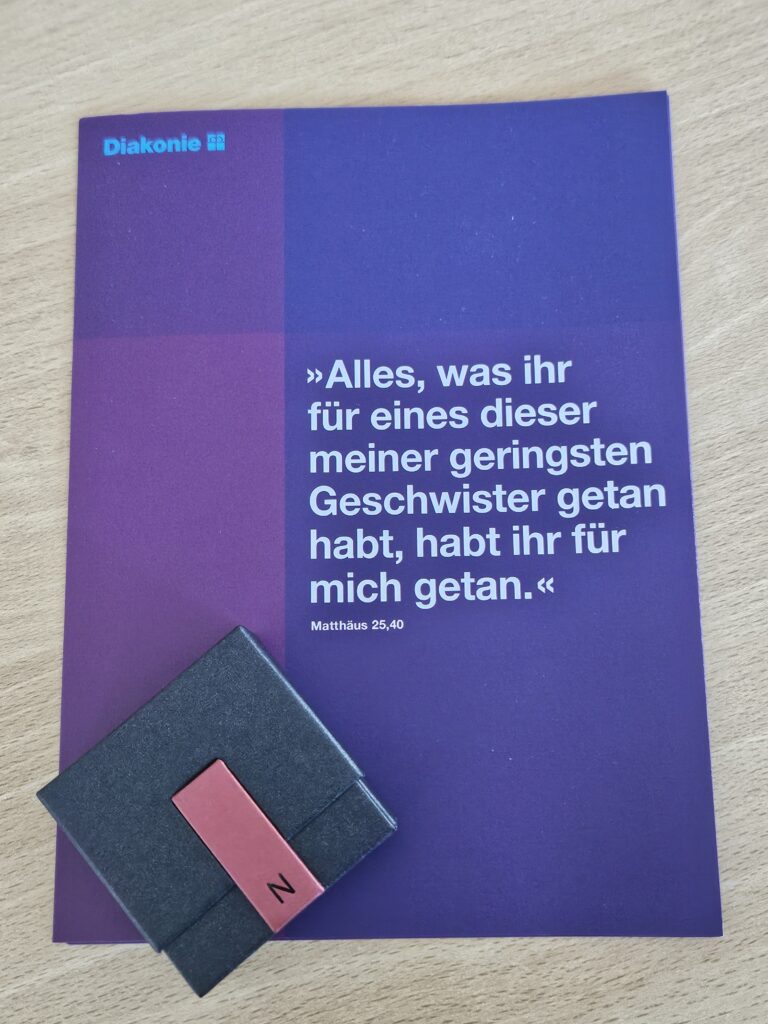 Diakonie
»Alles, was ihr
für eines dieser
meiner geringsten
Geschwister getan
habt, habt ihr für
mich getan.«
Matthäus 25,40
N